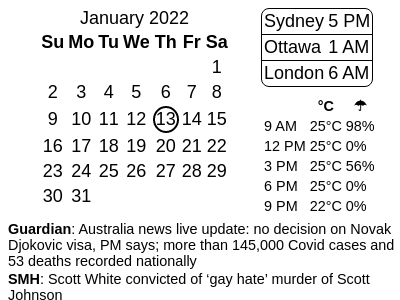 January 2022
Su Mo Tu We Th Fr Sa
1
2 3 4 5 6 7 8
9 10 11 12 13 14 15
16 17 18 19 20 21 22
23 24 25 26 27 28 29
30 31
Sydney 5 PM
Ottawa 1 AM
London 6 AM
°C ☂
9 AM 25°C 98%
12 PM 25°C 0%
3 PM 25°C 56%
6 PM 25°C 0%
9 PM 22°C 0%
Guardian: Australia news live update: no decision on Novak
Djokovic visa, PM says; more than 145,000 Covid cases and
53 deaths recorded nationally
SMH: Scott White convicted of ‘gay hate’ murder of Scott
Johnson